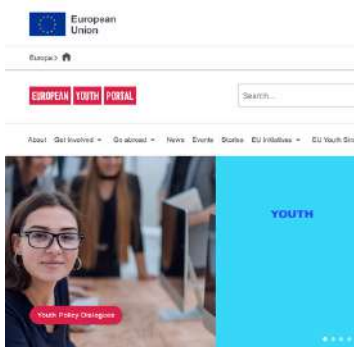 European
Union
Europa >
EUROPEAN YOUTH PORTAL
Search...
About Get Involved Go abroad News Events Stories EU Initiatives EU Youth
YOUTH
Youth Policy Dialogues